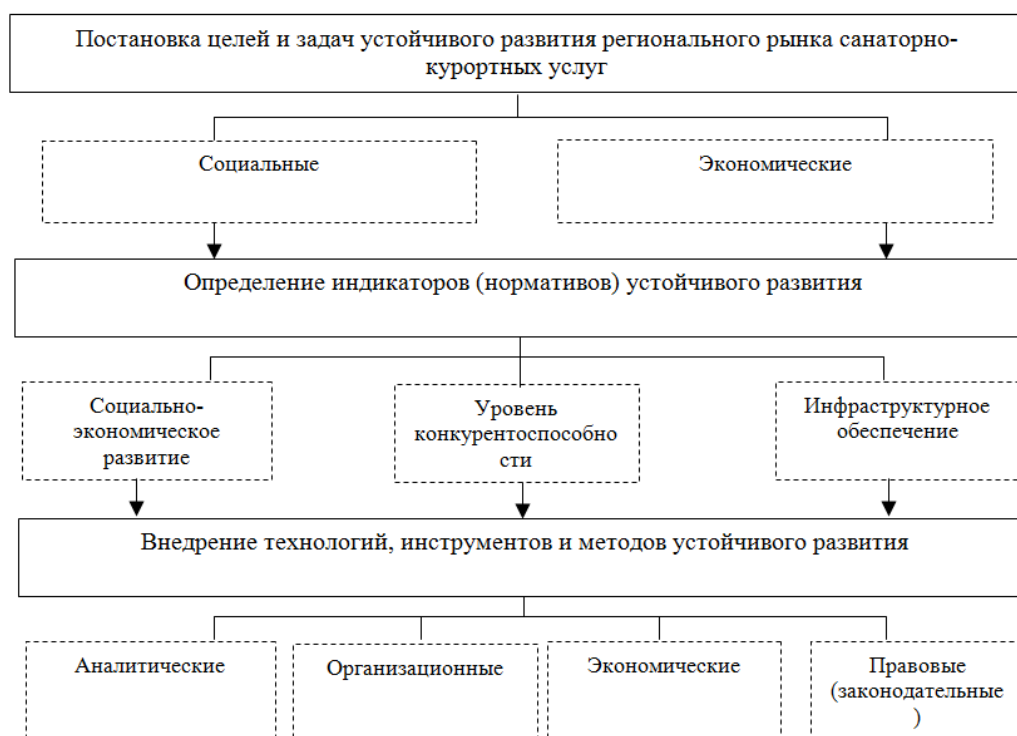 Постановка целей и задач устойчивого развития регионального рынка санаторно-
курортных услуг
Социальные
Экономические
Определение индикаторов (нормативов) устойчивого развития
Социально-
экономическое
развитие
Уровень
конкурентоспособно
сти
Инфраструктурное
обеспечение
Внедрение технологий, инструментов и методов устойчивого развития
Аналитические
Организационные
Экономические
Правовые
(законодательные
)